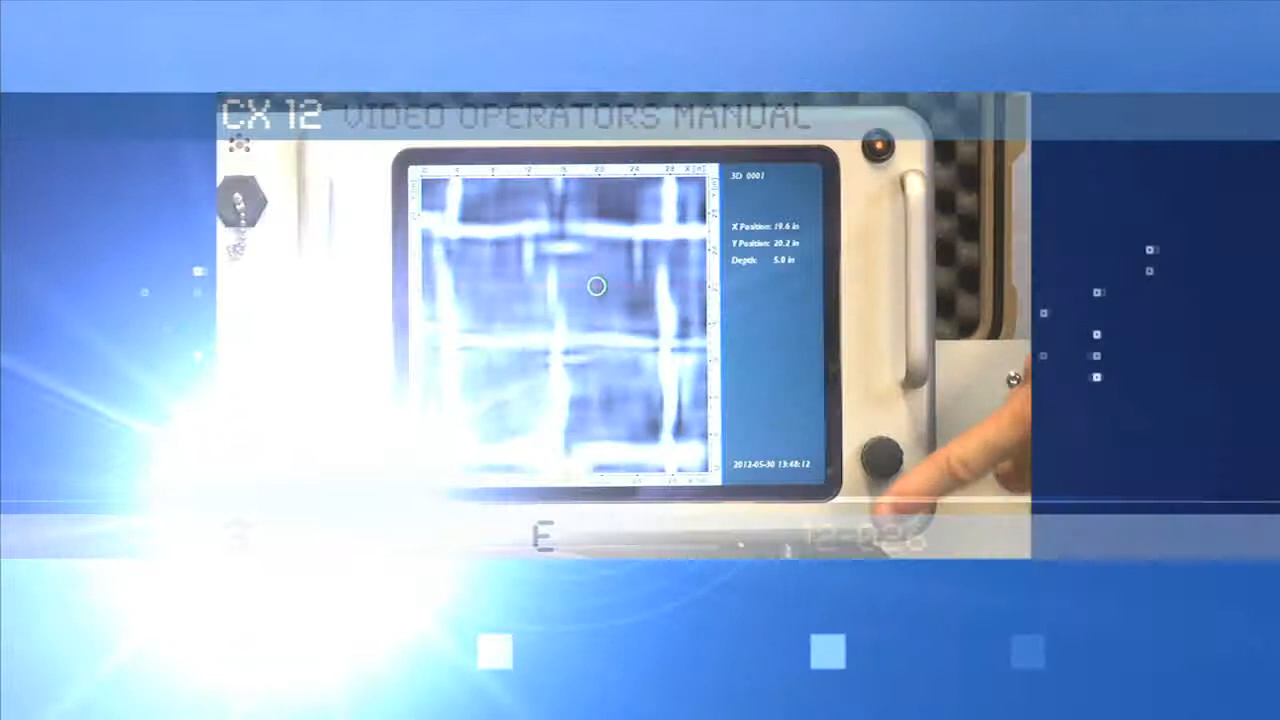 CX 12 VIDEO OPERATORS MANUAL
3D 0001
X Position: 19.6 in
Y Position: 20.2 in
Depth: 5.0 in
2012-05-30 13:48:12
E